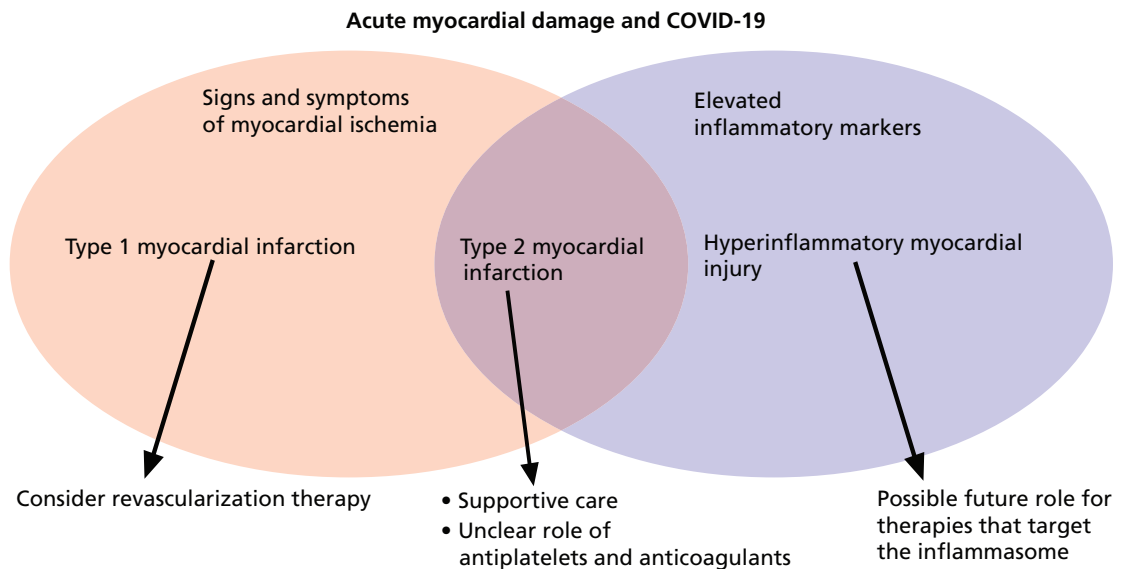 Acute myocardial damage and COVID-19
Signs and symptoms
of myocardial ischemia
Elevated
inflammatory markers
Type 1 myocardial infarction
Type 2 myocardial
infarction
Hyperinflammatory myocardial
injury
Consider revascularization therapy
• Supportive care
• Unclear role of
antiplatelets and anticoagulants
Possible future role for
therapies that target
the inflammasome